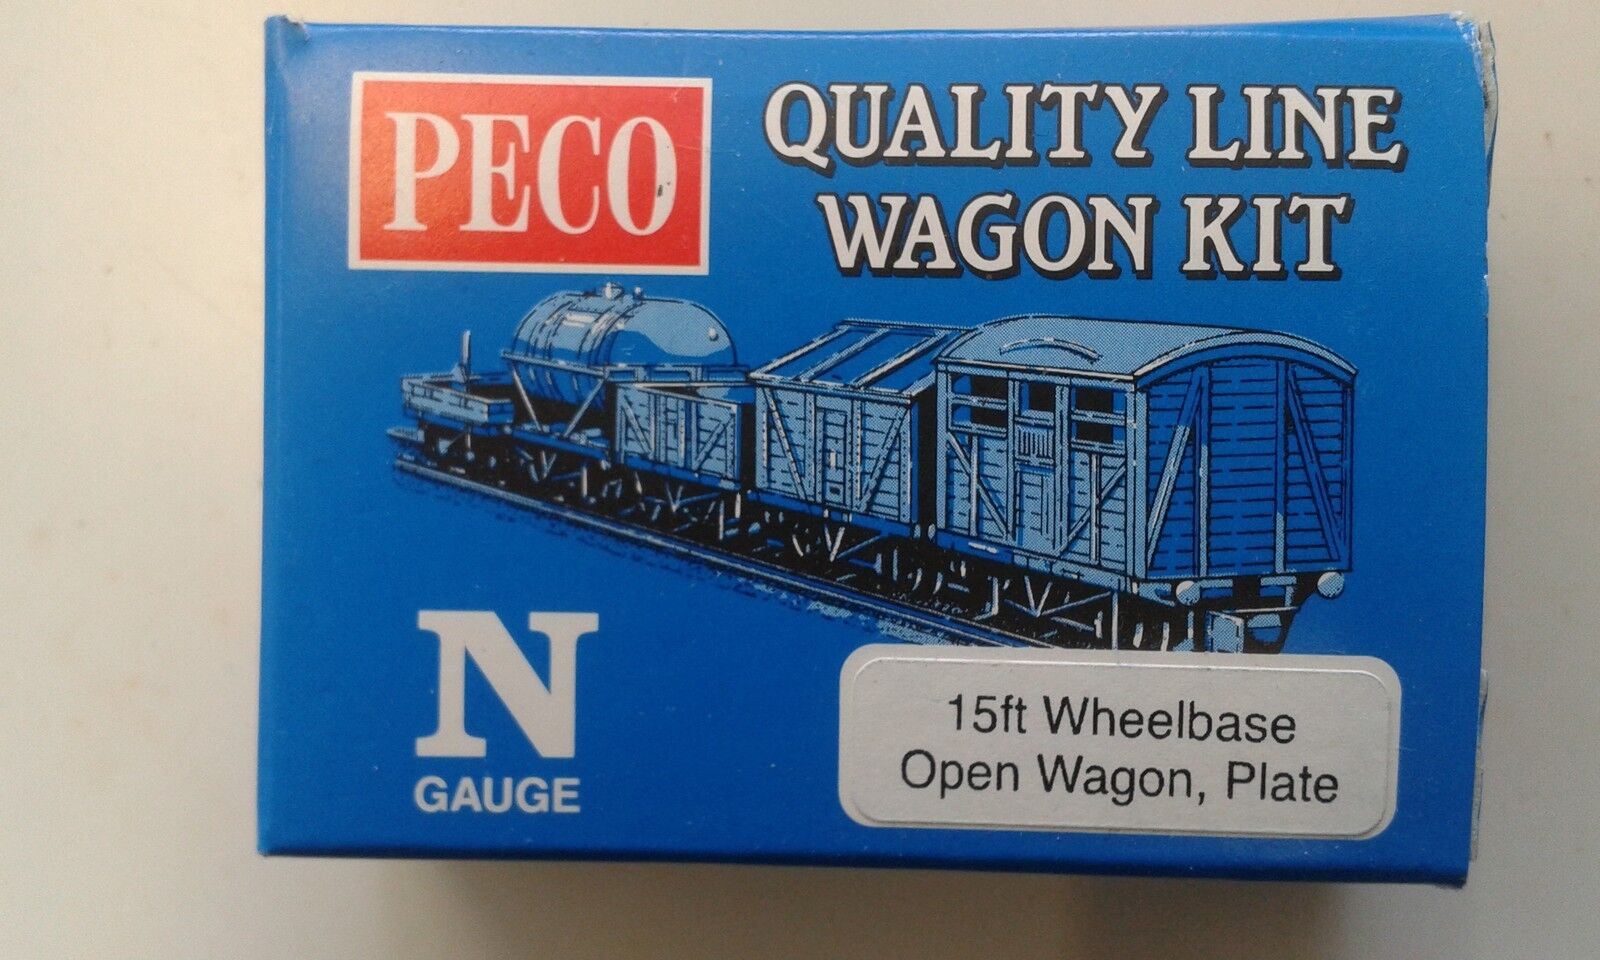 PECO
QUALITY LINE
WAGON KIT
N
GAUGE
15ft Wheelbase
Open Wagon, Plate